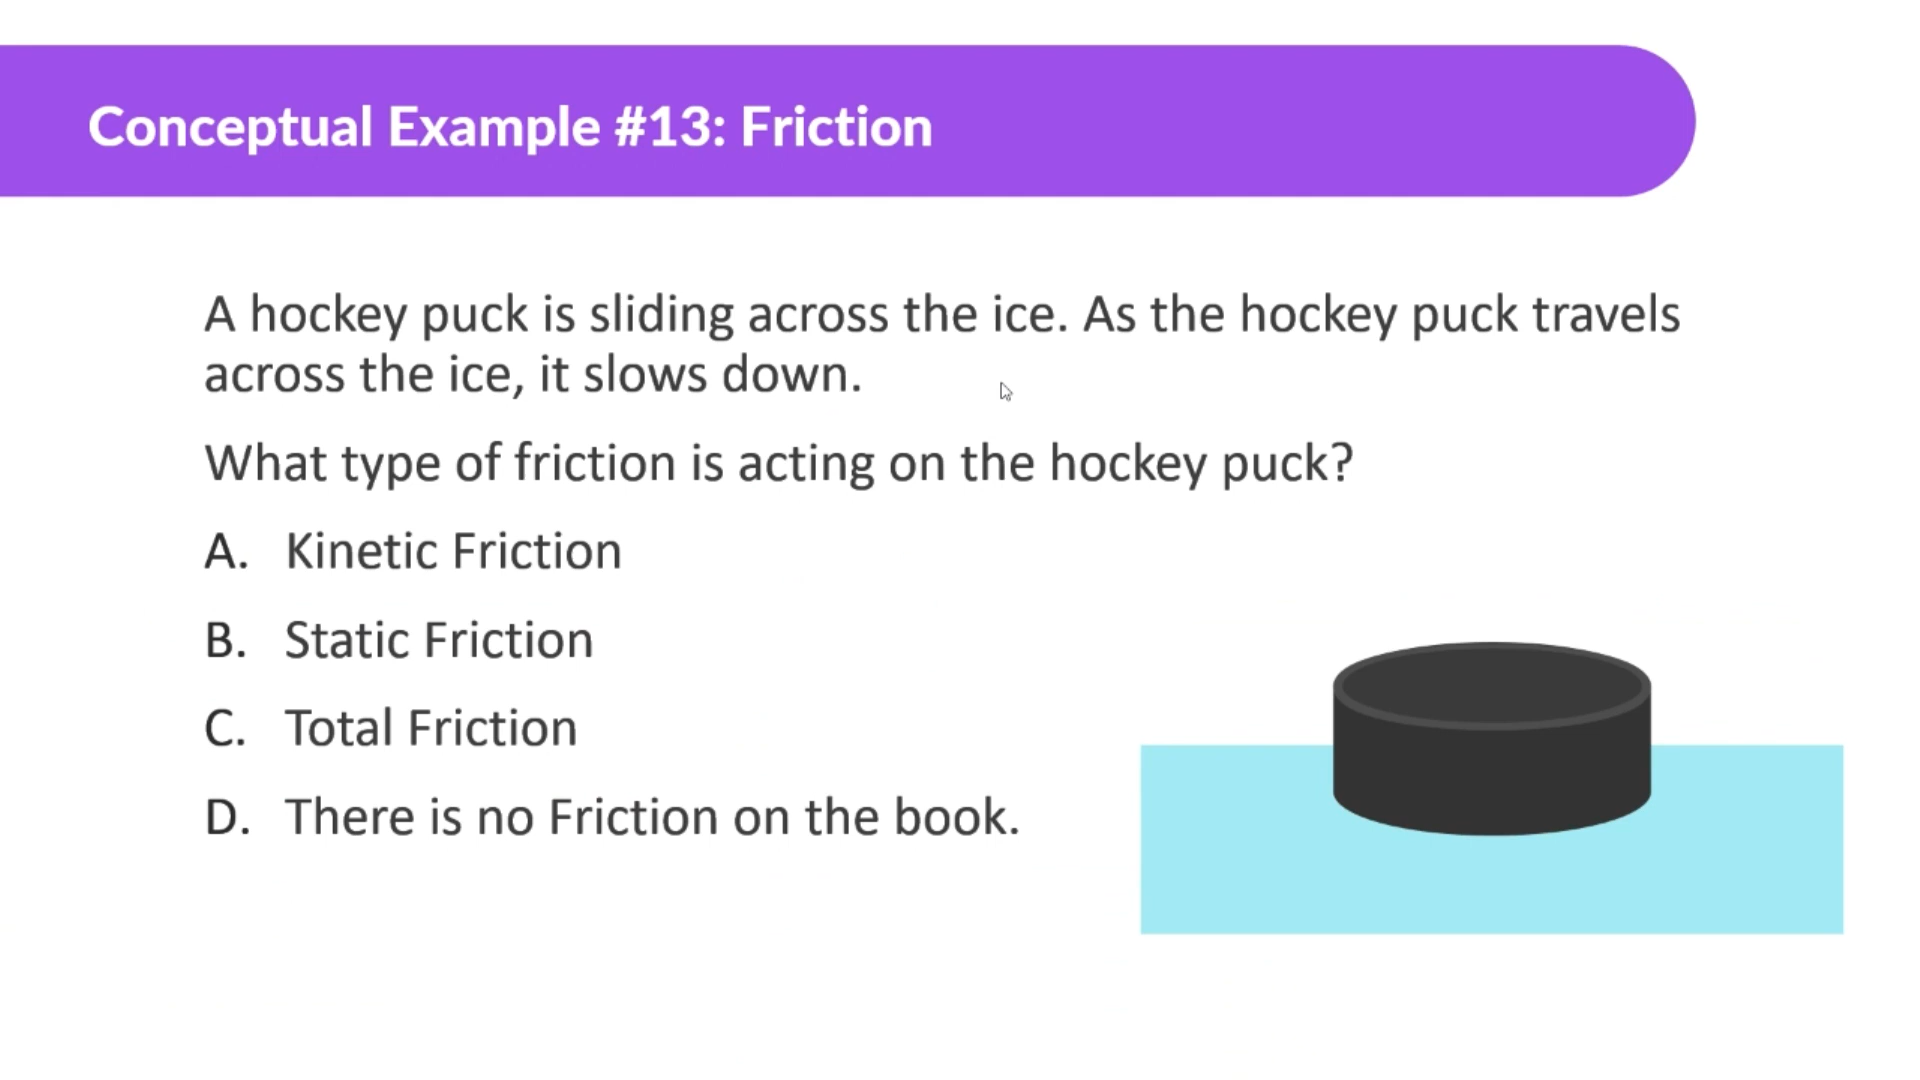 Conceptual Example #13: Friction
A hockey puck is sliding across the ice. As the hockey puck travels
across the ice, it slows down.
What type of friction is acting on the hockey puck?
A. Kinetic Friction
B. Static Friction
C. Total Friction
D. There is no Friction on the book.